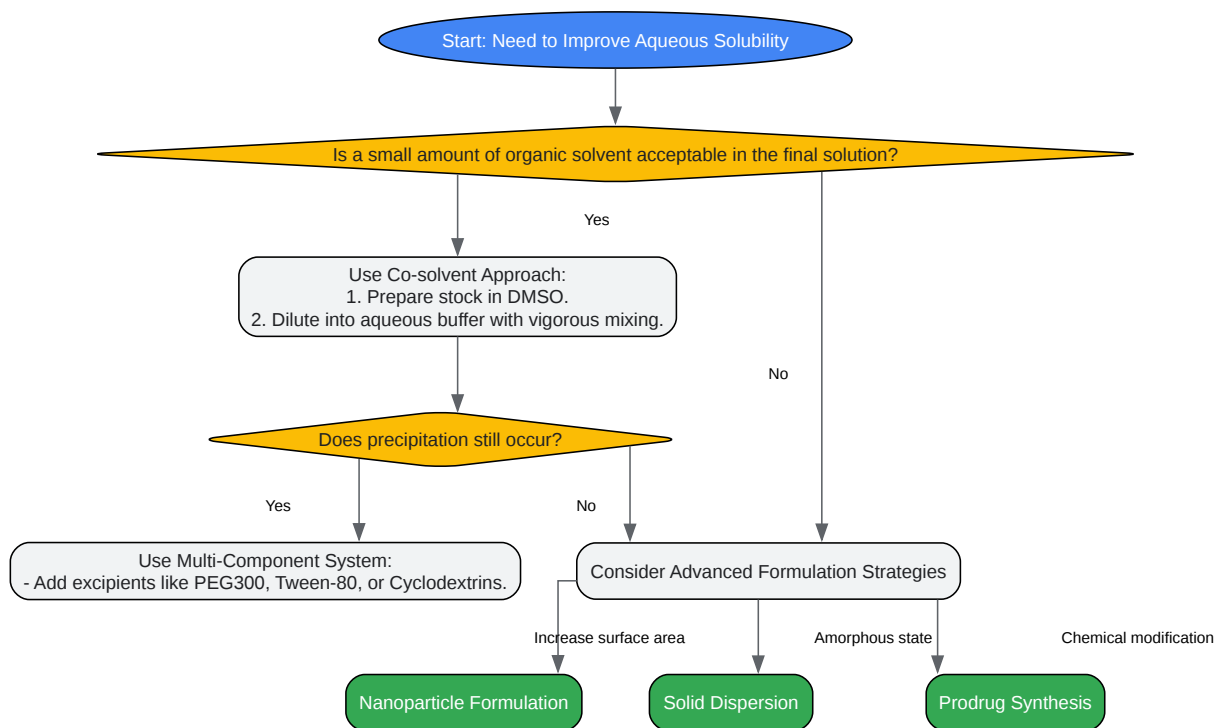 Start: Need to Improve Aqueous Solubility
Is a small amount of organic solvent acceptable in the final solution?
Yes
Use Co-solvent Approach:
1. Prepare stock in DMSO.
2. Dilute into aqueous buffer with vigorous mixing.
No
Does precipitation still occur?
Yes
No
Use Multi-Component System:
- Add excipients like PEG300, Tween-80, or Cyclodextrins.
Consider Advanced Formulation Strategies
Increase surface area
Amorphous state
Chemical modification
Nanoparticle Formulation
Solid Dispersion
Prodrug Synthesis